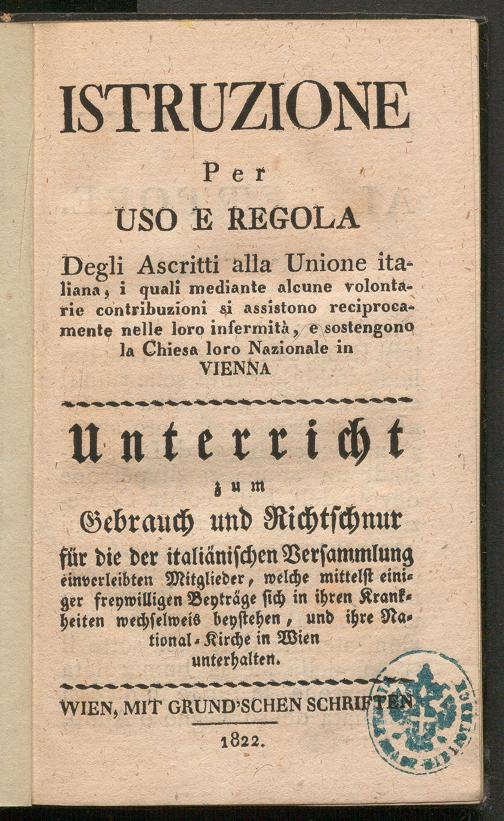 ISTRUZIONE
Per
USO E REGOLA
Degli Ascritti alla Unione ita-
liana, i quali mediante alcune volonta-
rie contribuzioni si assistono reciproca-
mente nelle loro infermità, e sostengono
la Chiesa loro Nazionale in
VIENNA
Unterricht
zum
Gebrauch und Richtschnur
für die der italiänischen Versammlung
einverleibten Mitglieder, welche mittelst eini-
ger freywilligen Beyträge sich in ihren Krank-
heiten wechselweis beystehen, und ihre Na-
tional-Kirche in Wien
unterhalten.
WIEN, MIT GRUND'SCHEN SCHRIFTEN
1822.